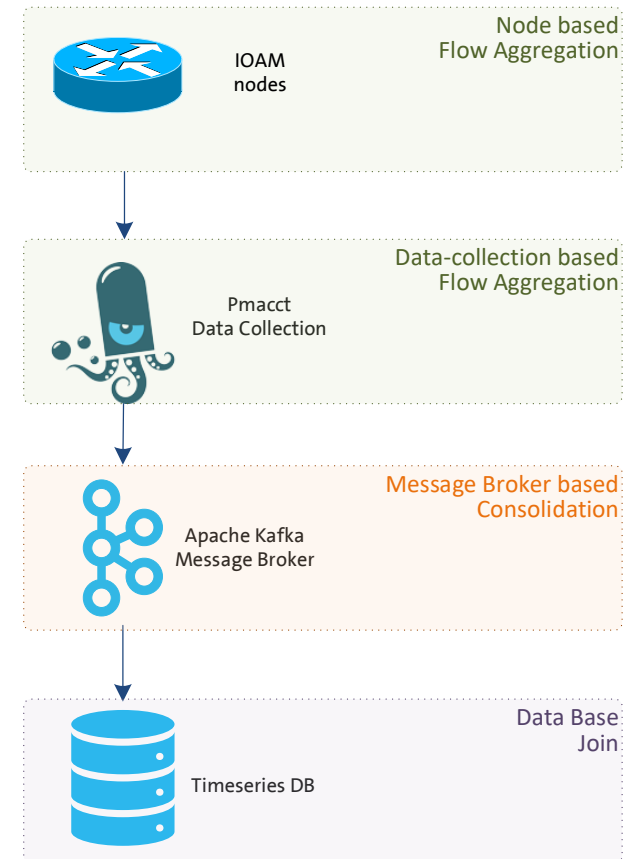 Node based
Flow Aggregation
IOAM
nodes
Data-collection based
Flow Aggregation
Pmacct
Data Collection
Message Broker based
Consolidation
Apache Kafka
Message Broker
Data Base
Join
Timeseries DB